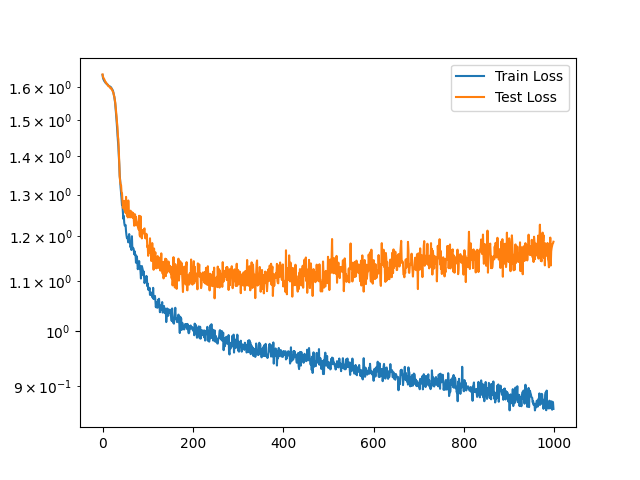 Train Loss
Test Loss
1.6 × 10⁰
1.5 × 10⁰
1.4 × 10⁰
1.3 × 10⁰
1.2 × 10⁰
1.1 × 10⁰
10⁰
9 × 10⁻¹
0 200 400 600 800 1000